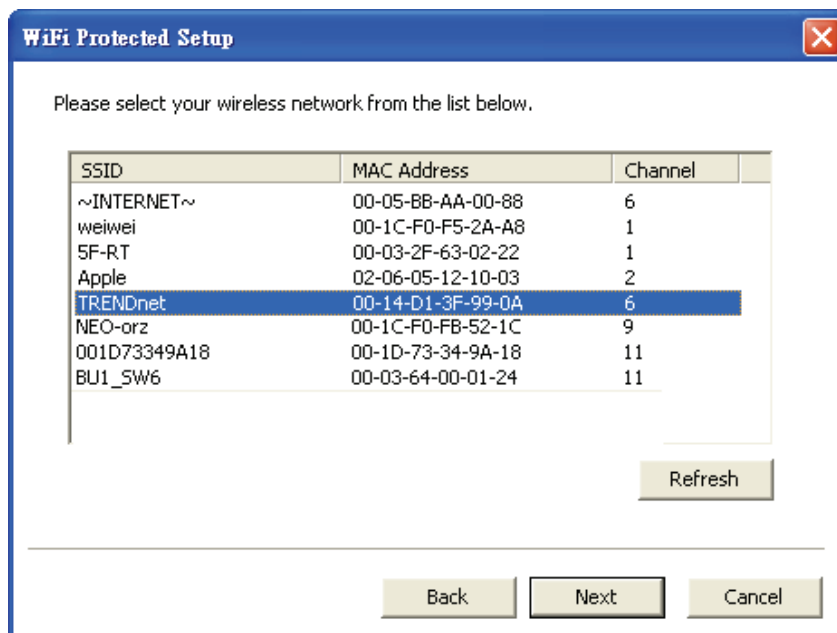 WiFi Protected Setup
Please select your wireless network from the list below.
SSID MAC Address Channel
~INTERNET~ 00-05-BB-AA-00-88 6
weiwei 00-1C-F0-F5-2A-A8 1
5F-RT 00-03-2F-63-02-22 1
Apple 02-06-05-12-10-03 2
TRENDnet 00-14-D1-3F-99-0A 6
NEO-orz 00-1C-F0-FB-52-1C 9
001D73349A18 00-1D-73-34-9A-18 11
BU1_SW6 00-03-64-00-01-24 11
Refresh
Back Next Cancel